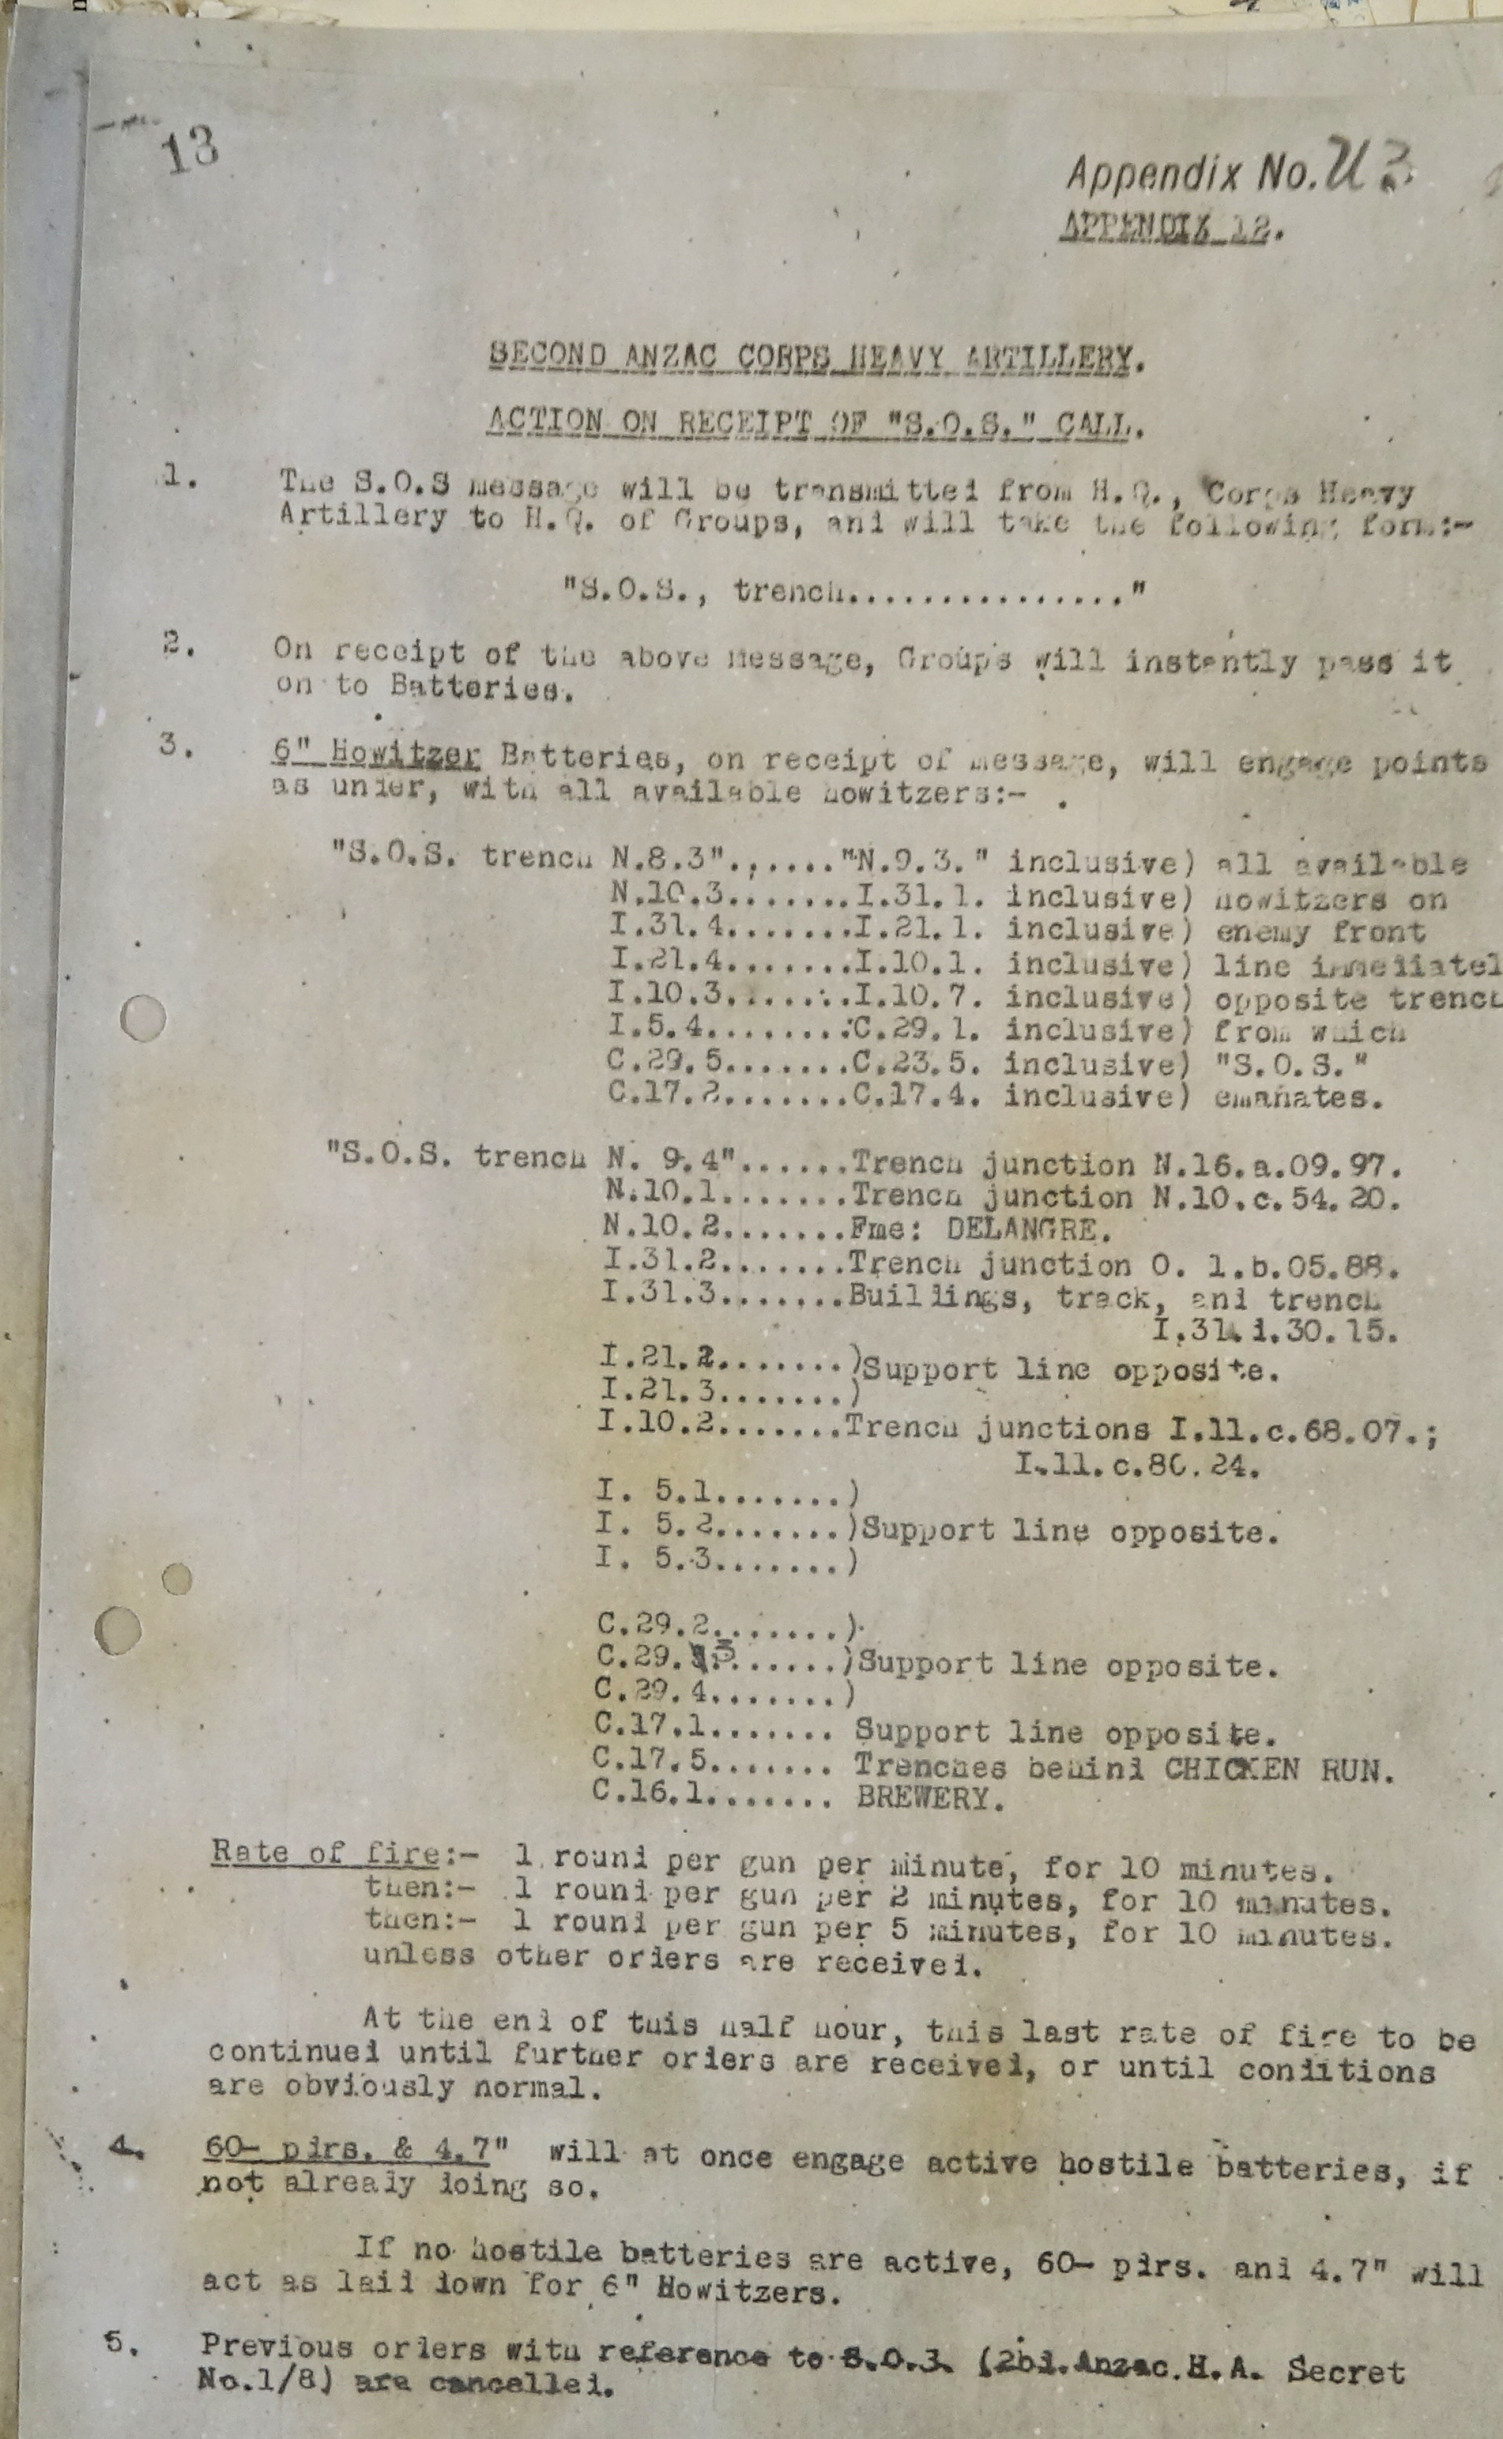 13
Appendix No. U3
APPENDIX 12.
SECOND ANZAC CORPS HEAVY ARTILLERY.
ACTION ON RECEIPT OF "S.O.S." CALL.
1. The S.O.S message will be transmitted from H.Q., Corps Heavy
Artillery to H.Q. of Groups, and will take the following form:-
"S.O.S., trench..............."
2. On receipt of the above message, Groups will instantly pass it
on to Batteries.
3. 6" Howitzer Batteries, on receipt of message, will engage points
as under, with all available howitzers:-
"S.O.S. trench N.8.3"......."N.9.3." inclusive) all available
N.10.3.......I.31.1. inclusive) howitzers on
I.31.4.......I.21.1. inclusive) enemy front
I.21.4.......I.10.1. inclusive) line immediatel
I.10.3.......I.10.7. inclusive) opposite trench
I.5.4........C.29.1. inclusive) from which
C.29.5.......C.23.5. inclusive) "S.O.S."
C.17.2.......C.17.4. inclusive) emanates.
"S.O.S. trench N. 9.4"......Trench junction N.16.a.09.97.
N.10.1.......Trench junction N.10.c.54.20.
N.10.2.......Fme: DELANGRE.
I.31.2.......Trench junction O. 1.b.05.88.
I.31.3.......Buildings, track, and trench
I.31.d.30.15.
I.21.2.......)Support line opposite.
I.21.3.......)
I.10.2.......Trench junctions I.11.c.68.07.;
I.11.c.80.24.
I. 5.1.......)
I. 5.2.......)Support line opposite.
I. 5.3.......)
C.29.2.......)
C.29.3.......)Support line opposite.
C.29.4.......)
C.17.1....... Support line opposite.
C.17.5....... Trenches behind CHICKEN RUN.
C.16.1....... BREWERY.
Rate of fire:- 1 round per gun per minute, for 10 minutes.
then:- 1 round per gun per 2 minutes, for 10 minutes.
then:- 1 round per gun per 5 minutes, for 10 minutes.
unless other orders are received.
At the end of this half hour, this last rate of fire to be
continued until further orders are received, or until conditions
are obviously normal.
4. 60- pdrs. & 4.7" will at once engage active hostile batteries, if
not already doing so.
If no hostile batteries are active, 60- pdrs. and 4.7" will
act as laid down for 6" Howitzers.
5. Previous orders with reference to S.O.S. (2nd.Anzac.H.A. Secret
No.1/8) are cancelled.